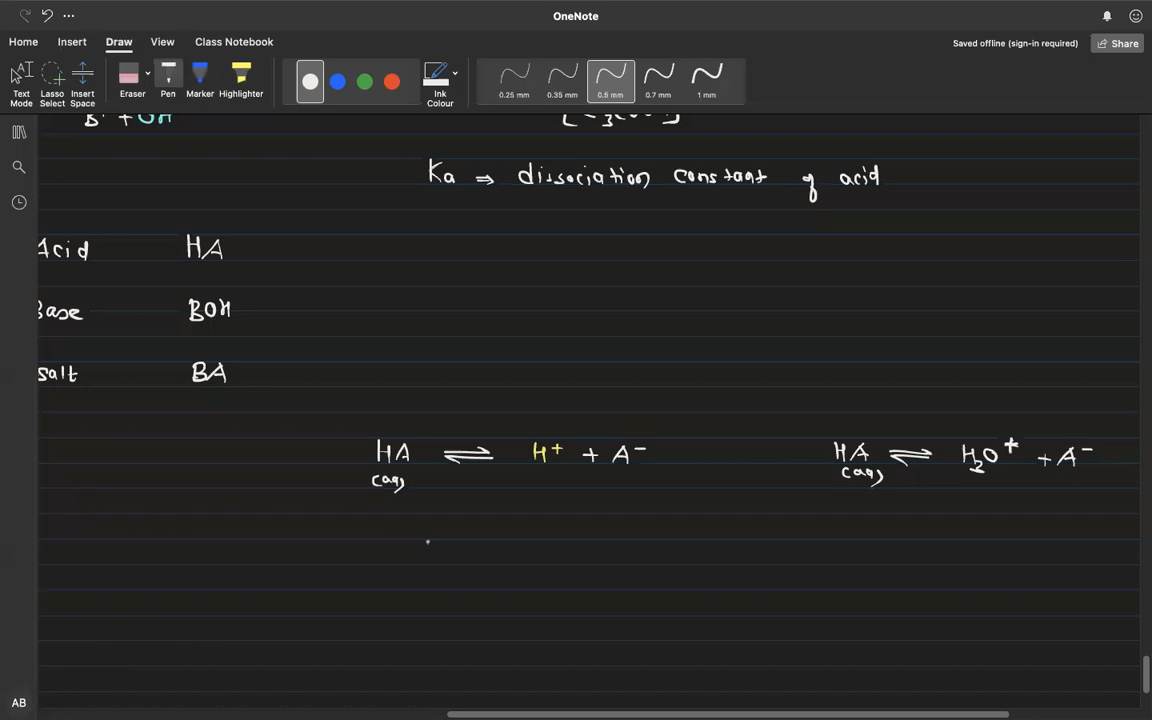 OneNote
Home Insert Draw View Class Notebook
Saved offline (sign-in required) Share
Text Mode Lasso Select Insert Space Eraser Pen Marker Highlighter Ink Colour 0.25 mm 0.35 mm 0.5 mm 0.7 mm 1 mm
B+ + OH
Ka ⇒ dissociation constant of acid
Acid HA
Base BOH
Salt BA
HA ⇌ H+ + A− HA ⇌ H₃O+ + A−
(aq) (aq)
AB